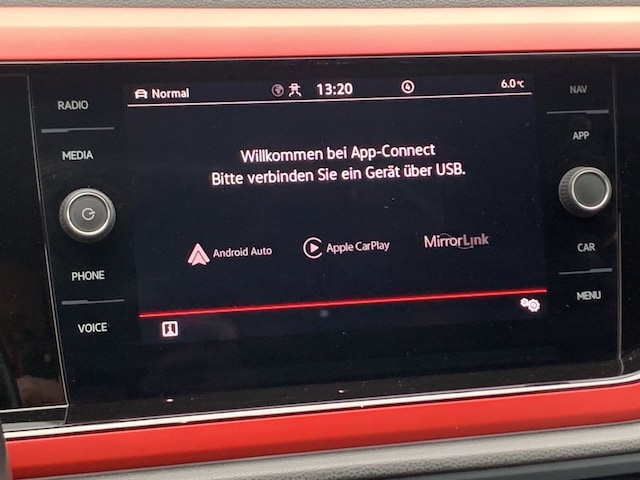 RADIO
MEDIA
PHONE
VOICE
Normal
13:20
6.0°C
Willkommen bei App-Connect
Bitte verbinden Sie ein Gerät über USB.
Android Auto
Apple CarPlay
MirrorLink
NAV
APP
CAR
MENU